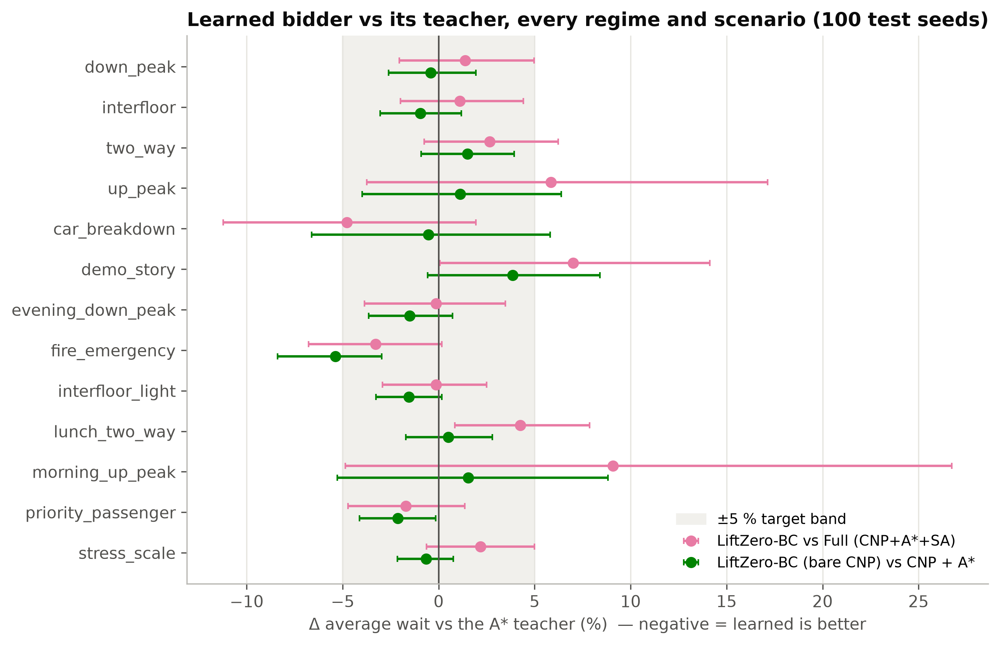 Learned bidder vs its teacher, every regime and scenario (100 test seeds)
down_peak
interfloor
two_way
up_peak
car_breakdown
demo_story
evening_down_peak
fire_emergency
interfloor_light
lunch_two_way
morning_up_peak
priority_passenger
stress_scale
±5 % target band
LiftZero-BC vs Full (CNP+A*+SA)
LiftZero-BC (bare CNP) vs CNP + A*
−10 −5 0 5 10 15 20 25
Δ average wait vs the A* teacher (%) — negative = learned is better